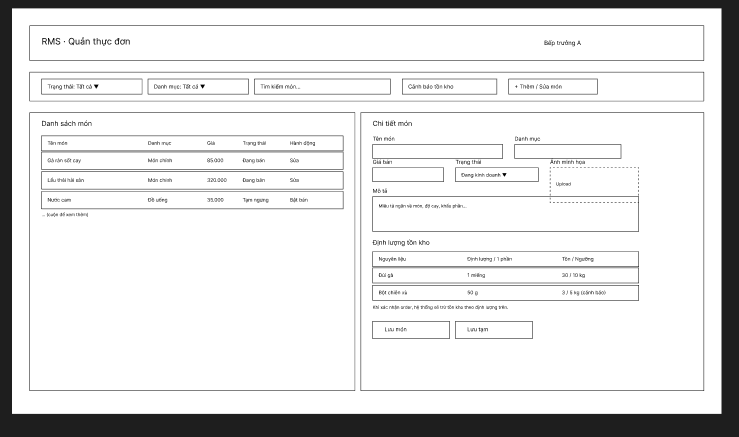 RMS · Quản thực đơn
Bếp trưởng A
Trạng thái: Tất cả ▼
Danh mục: Tất cả ▼
Tìm kiếm món...
Cảnh báo tồn kho
+ Thêm / Sửa món
Danh sách món
Tên món Danh mục Giá Trạng thái Hành động
Gà rán sốt cay Món chính 85.000 Đang bán Sửa
Lẩu thái hải sản Món chính 320.000 Đang bán Sửa
Nước cam Đồ uống 35.000 Tạm ngưng Bật bán
... (cuộn để xem thêm)
Chi tiết món
Tên món
Danh mục
Giá bán
Trạng thái
Ảnh minh họa
Đang kinh doanh ▼
Upload
Mô tả
Miêu tả ngắn về món, độ cay, khẩu phần...
Định lượng tồn kho
Nguyên liệu Định lượng / 1 phần Tồn / Ngưỡng
Đùi gà 1 miếng 30 / 10 kg
Bột chiên xù 50 g 3 / 5 kg (cảnh báo)
Khi xác nhận order, hệ thống sẽ trừ tồn kho theo định lượng trên.
Lưu món
Lưu tạm